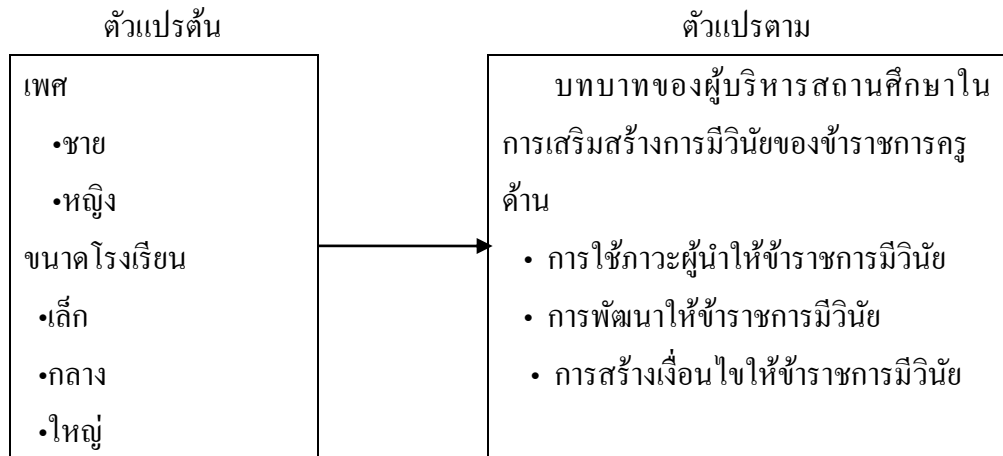 ตัวแปรต้น
เพศ
•ชาย
•หญิง
ขนาดโรงเรียน
•เล็ก
•กลาง
•ใหญ่
ตัวแปรตาม
บทบาทของผู้บริหารสถานศึกษาใน
การเสริมสร้างการมีวินัยของข้าราชการครู
ด้าน
• การใช้ภาวะผู้นำให้ข้าราชการมีวินัย
• การพัฒนาให้ข้าราชการมีวินัย
• การสร้างเงื่อนไขให้ข้าราชการมีวินัย